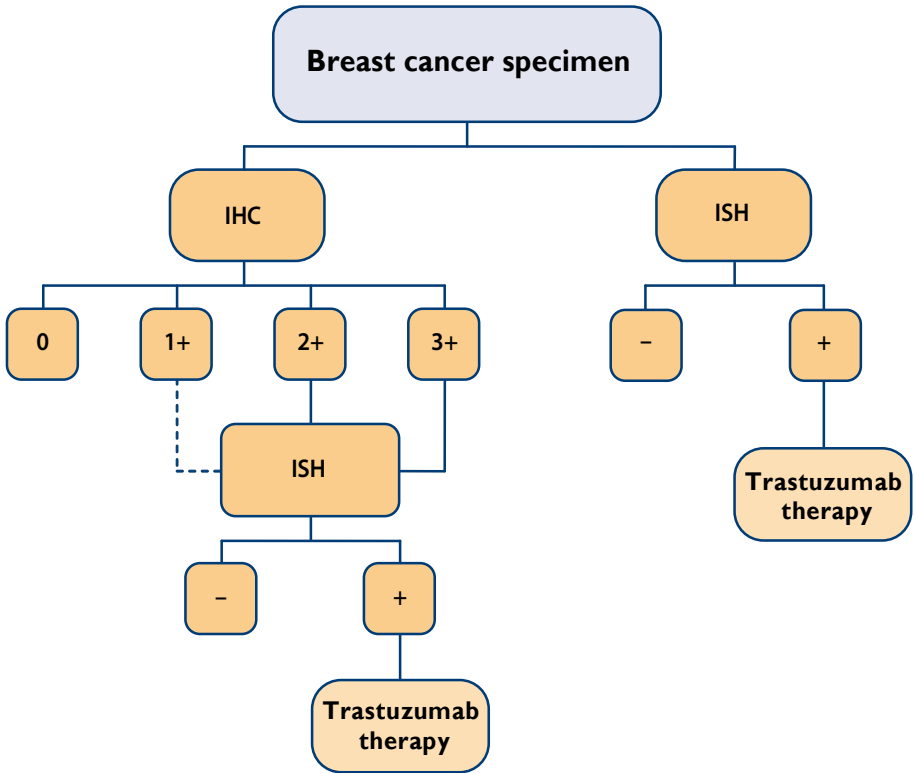 Breast cancer specimen
IHC
ISH
0
1+
2+
3+
–
+
ISH
Trastuzumab
therapy
–
+
Trastuzumab
therapy